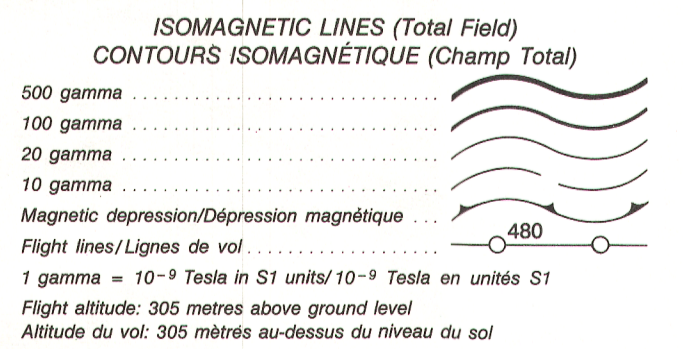 ISOMAGNETIC LINES (Total Field)
CONTOURS ISOMAGNÉTIQUE (Champ Total)
500 gamma
100 gamma
20 gamma
10 gamma
Magnetic depression/Dépression magnétique ...
Flight lines/Lignes de vol 480
1 gamma = 10⁻⁹ Tesla in S1 units/10⁻⁹ Tesla en unités S1
Flight altitude: 305 metres above ground level
Altitude du vol: 305 mètrés au-dessus du niveau du sol